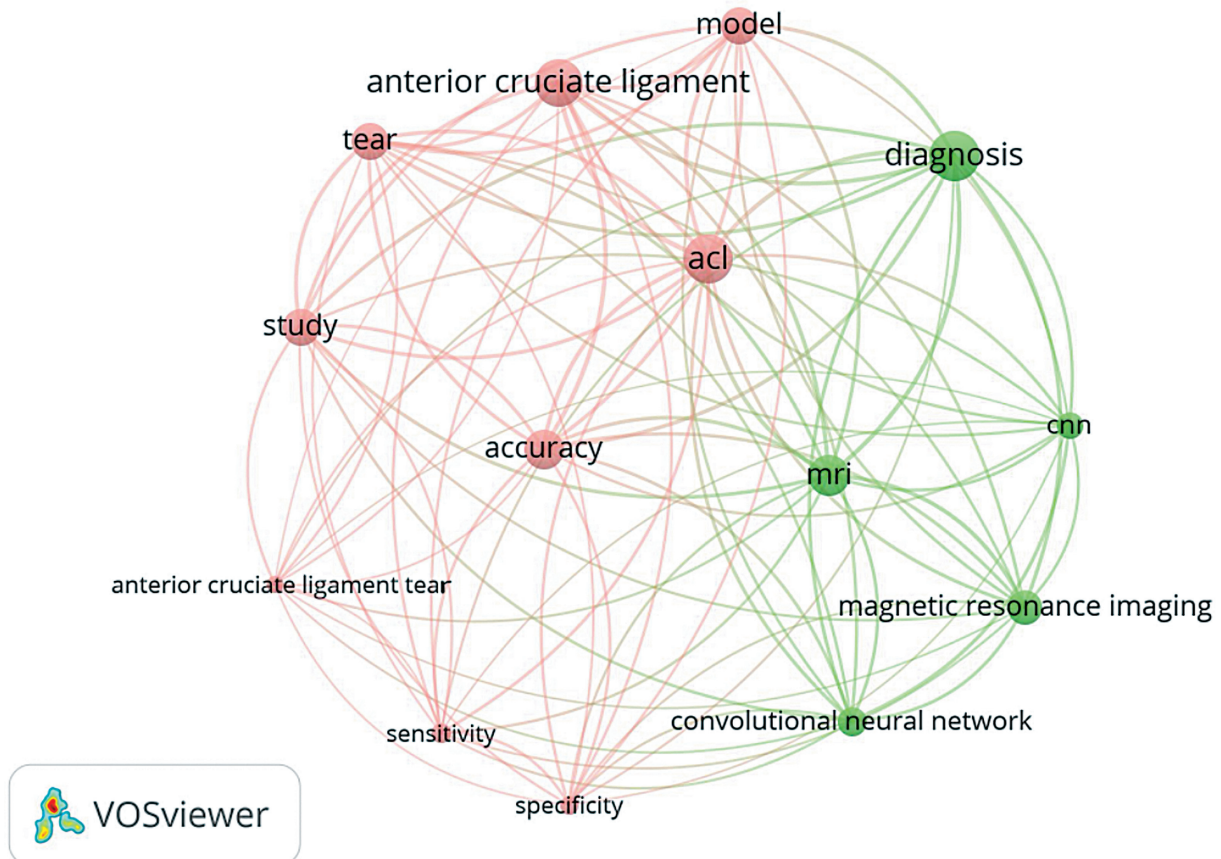 model
anterior cruciate ligament
tear
diagnosis
acl
study
cnn
accuracy
mri
anterior cruciate ligament tear
magnetic resonance imaging
convolutional neural network
sensitivity
specificity
VOSviewer